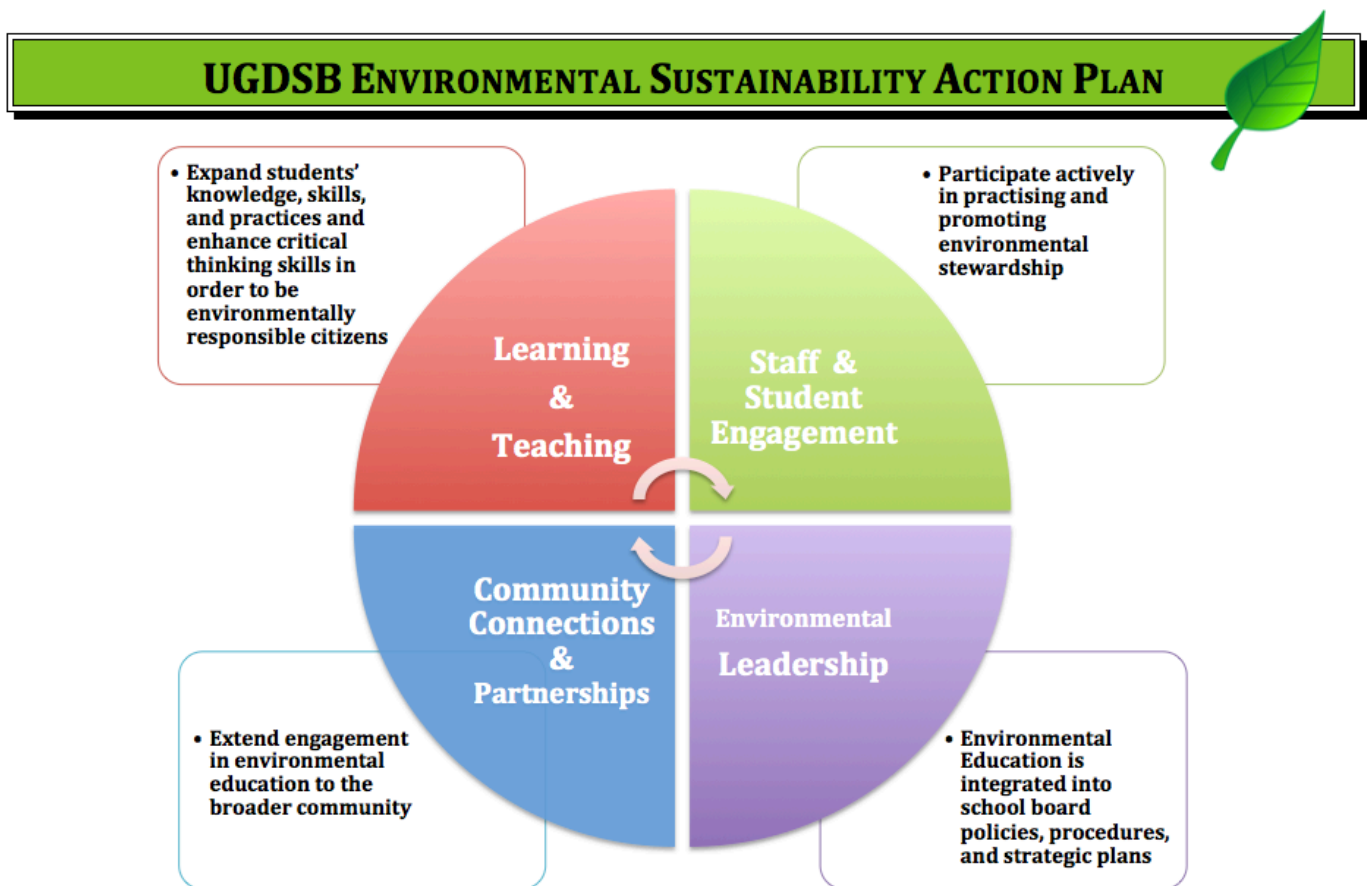 UGDSB ENVIRONMENTAL SUSTAINABILITY ACTION PLAN
• Expand students'
knowledge, skills,
and practices and
enhance critical
thinking skills in
order to be
environmentally
responsible citizens
• Participate actively
in practising and
promoting
environmental
stewardship
Learning
&
Teaching
Staff &
Student
Engagement
Community
Connections
&
Partnerships
Environmental
Leadership
• Extend engagement
in environmental
education to the
broader community
• Environmental
Education is
integrated into
school board
policies, procedures,
and strategic plans